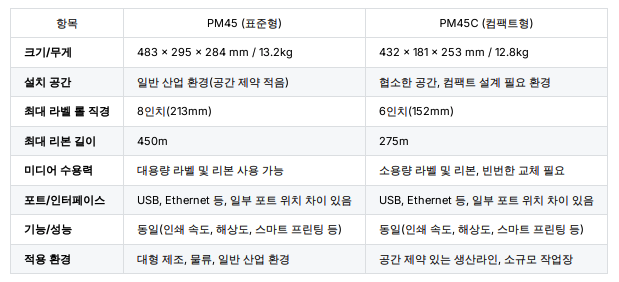 항목 PM45 (표준형) PM45C (컴팩트형)
크기/무게 483 × 295 × 284 mm / 13.2kg 432 × 181 × 253 mm / 12.8kg
설치 공간 일반 산업 환경(공간 제약 적음) 협소한 공간, 컴팩트 설계 필요 환경
최대 라벨 롤 직경 8인치(213mm) 6인치(152mm)
최대 리본 길이 450m 275m
미디어 수용력 대용량 라벨 및 리본 사용 가능 소용량 라벨 및 리본, 빈번한 교체 필요
포트/인터페이스 USB, Ethernet 등, 일부 포트 위치 차이 있음 USB, Ethernet 등, 일부 포트 위치 차이 있음
기능/성능 동일(인쇄 속도, 해상도, 스마트 프린팅 등) 동일(인쇄 속도, 해상도, 스마트 프린팅 등)
적용 환경 대형 제조, 물류, 일반 산업 환경 공간 제약 있는 생산라인, 소규모 작업장